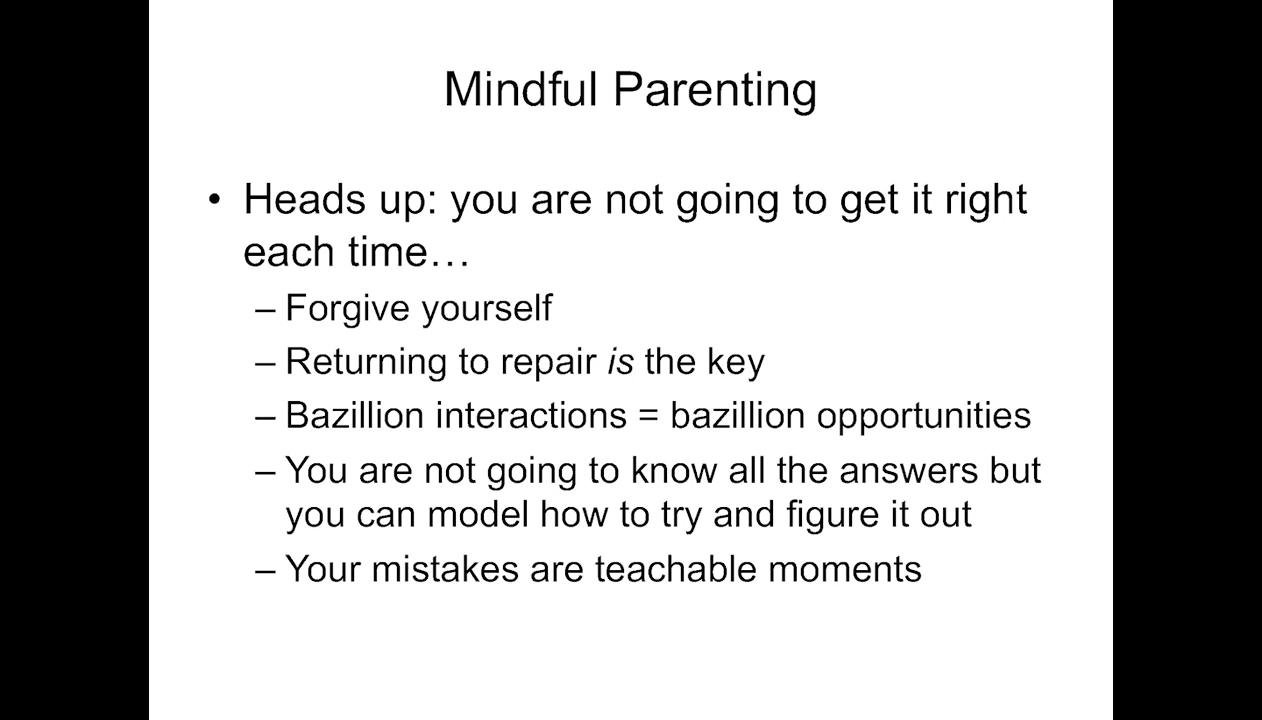 Mindful Parenting
• Heads up: you are not going to get it right
each time…
– Forgive yourself
– Returning to repair is the key
– Bazillion interactions = bazillion opportunities
– You are not going to know all the answers but
you can model how to try and figure it out
– Your mistakes are teachable moments